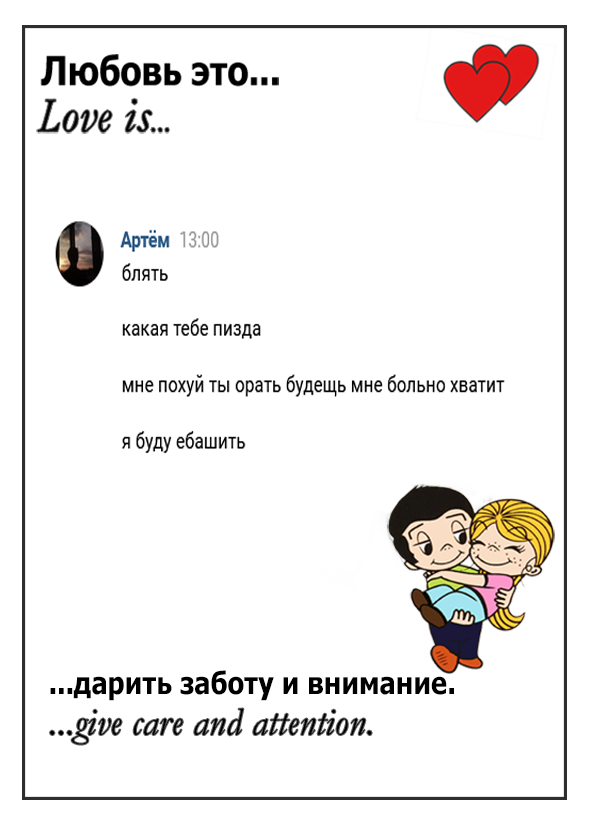 Любовь это...
Love is...
Артём 13:00
блять
какая тебе пизда
мне похуй ты орать будещь мне больно хватит
я буду ебашить
...дарить заботу и внимание.
...give care and attention.